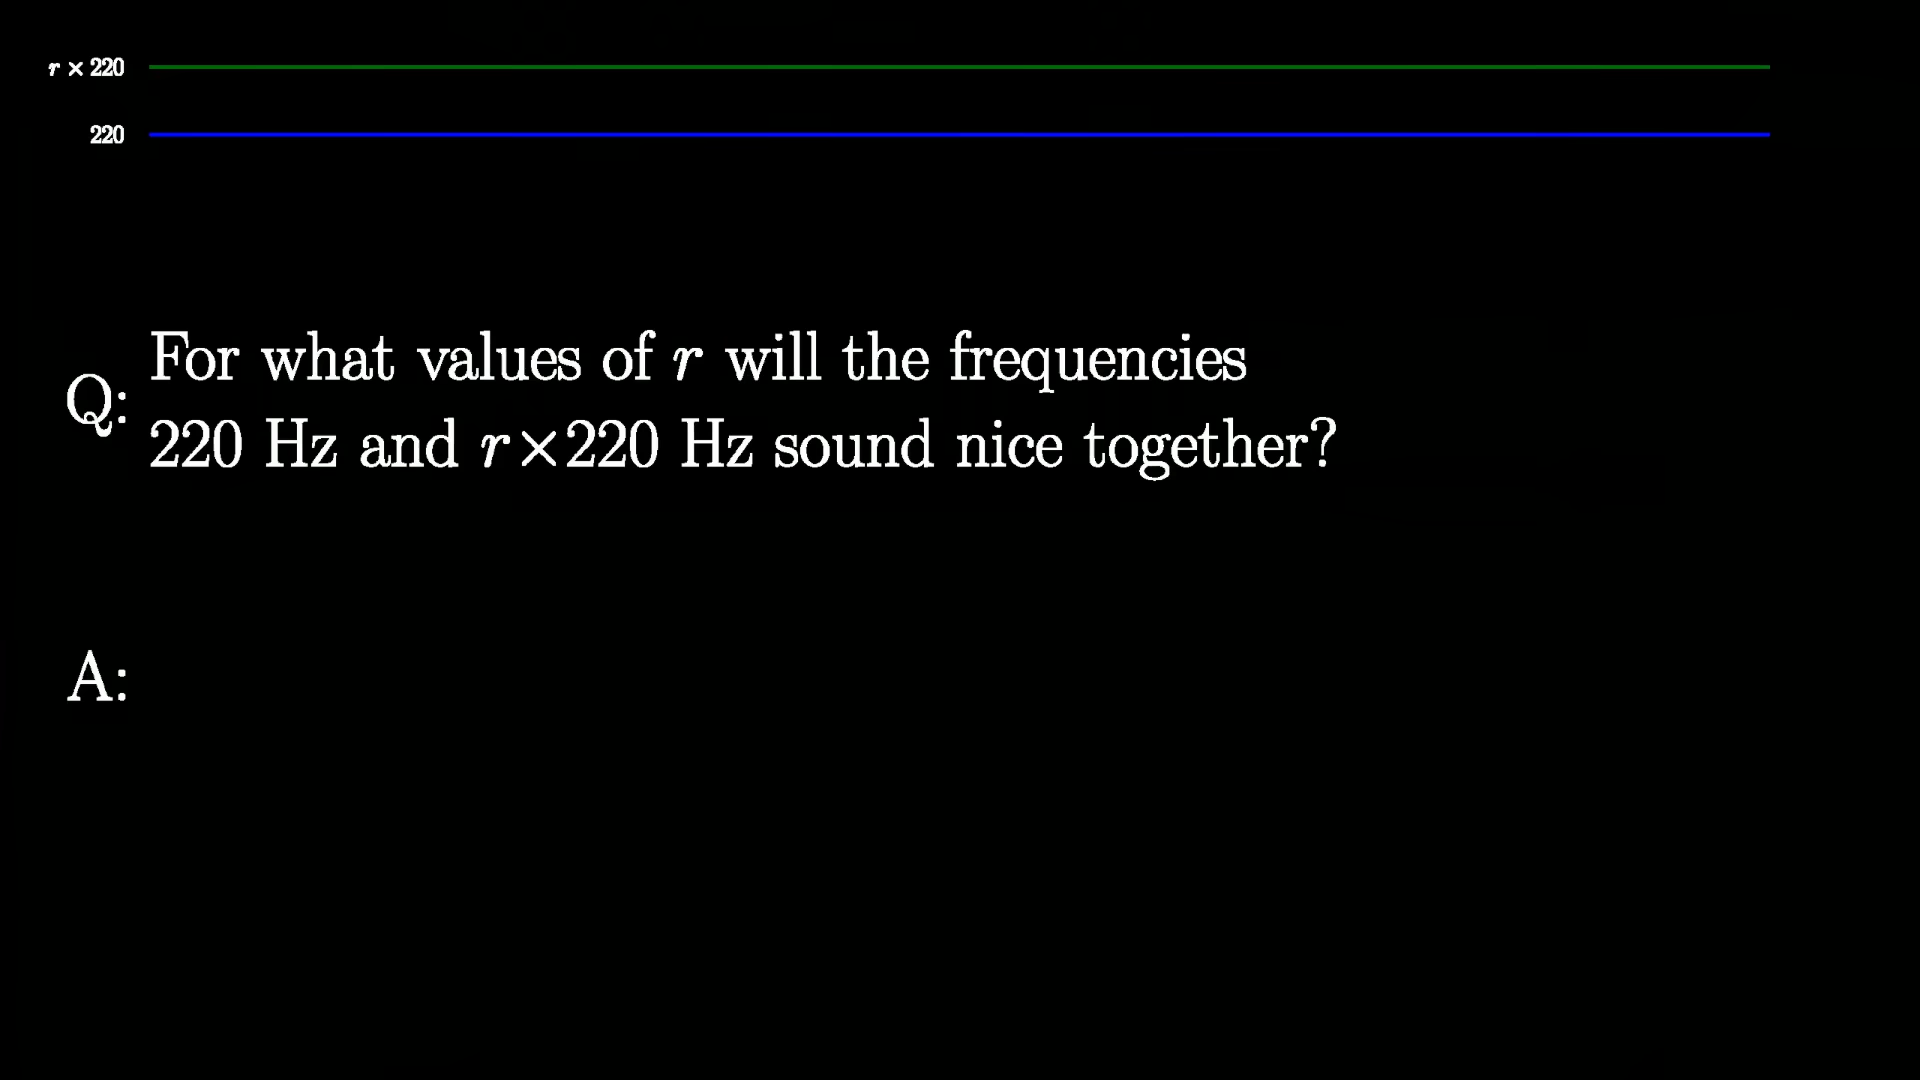 r × 220
220
Q: For what values of r will the frequencies
220 Hz and r×220 Hz sound nice together?
A: